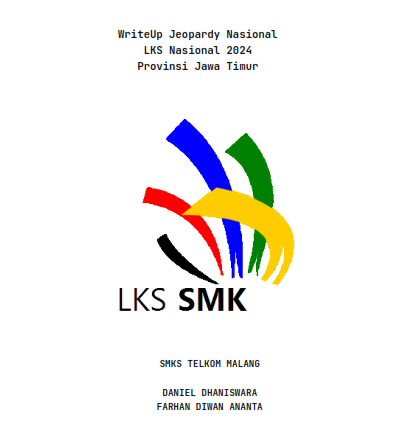 WriteUp Jeopardy Nasional
LKS Nasional 2024
Provinsi Jawa Timur
LKS SMK
SMKS TELKOM MALANG
DANIEL DHANISWARA
FARHAN DIWAN ANANTA